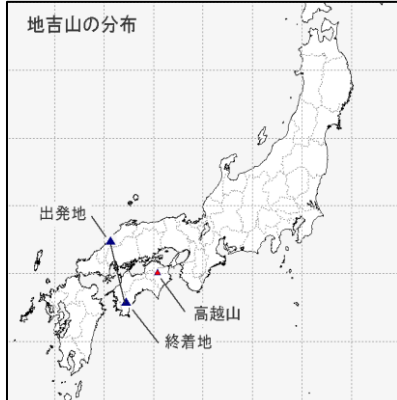 地吉山の分布
出発地
高越山
終着地